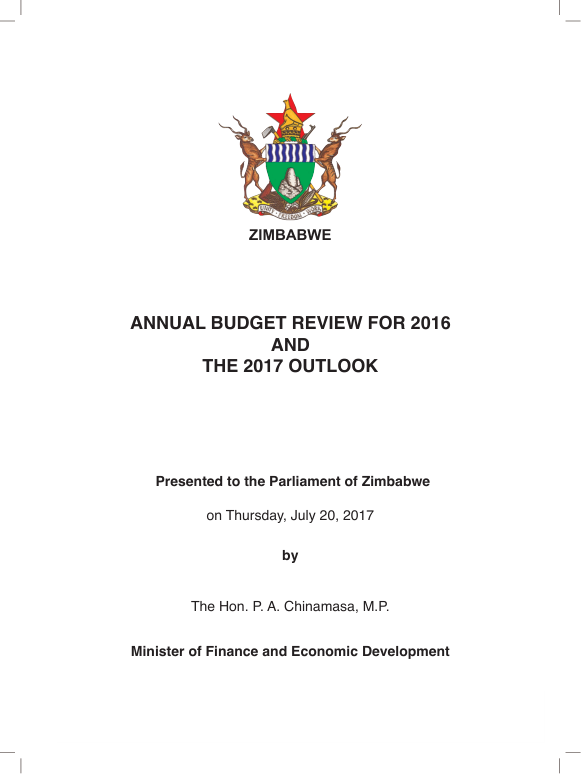 UNITY FREEDOM WORK
ZIMBABWE
ANNUAL BUDGET REVIEW FOR 2016
AND
THE 2017 OUTLOOK
Presented to the Parliament of Zimbabwe
on Thursday, July 20, 2017
by
The Hon. P. A. Chinamasa, M.P.
Minister of Finance and Economic Development